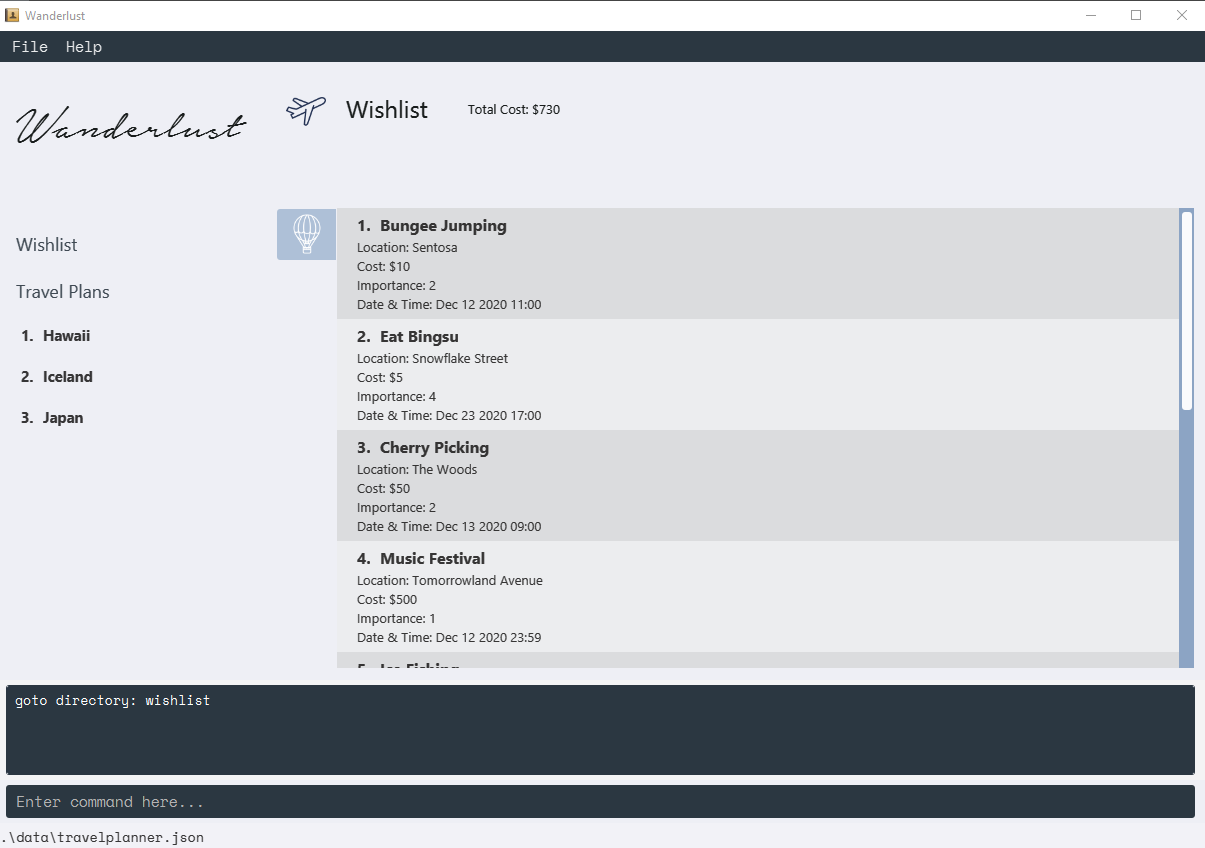 Wanderlust
File Help
Wanderlust
Wishlist
Total Cost: $730
Wishlist
Travel Plans
1. Hawaii
2. Iceland
3. Japan
1. Bungee Jumping
Location: Sentosa
Cost: $10
Importance: 2
Date & Time: Dec 12 2020 11:00
2. Eat Bingsu
Location: Snowflake Street
Cost: $5
Importance: 4
Date & Time: Dec 23 2020 17:00
3. Cherry Picking
Location: The Woods
Cost: $50
Importance: 2
Date & Time: Dec 13 2020 09:00
4. Music Festival
Location: Tomorrowland Avenue
Cost: $500
Importance: 1
Date & Time: Dec 12 2020 23:59
5. Ice Fishing
goto directory: wishlist
Enter command here...
.\data\travelplanner.json